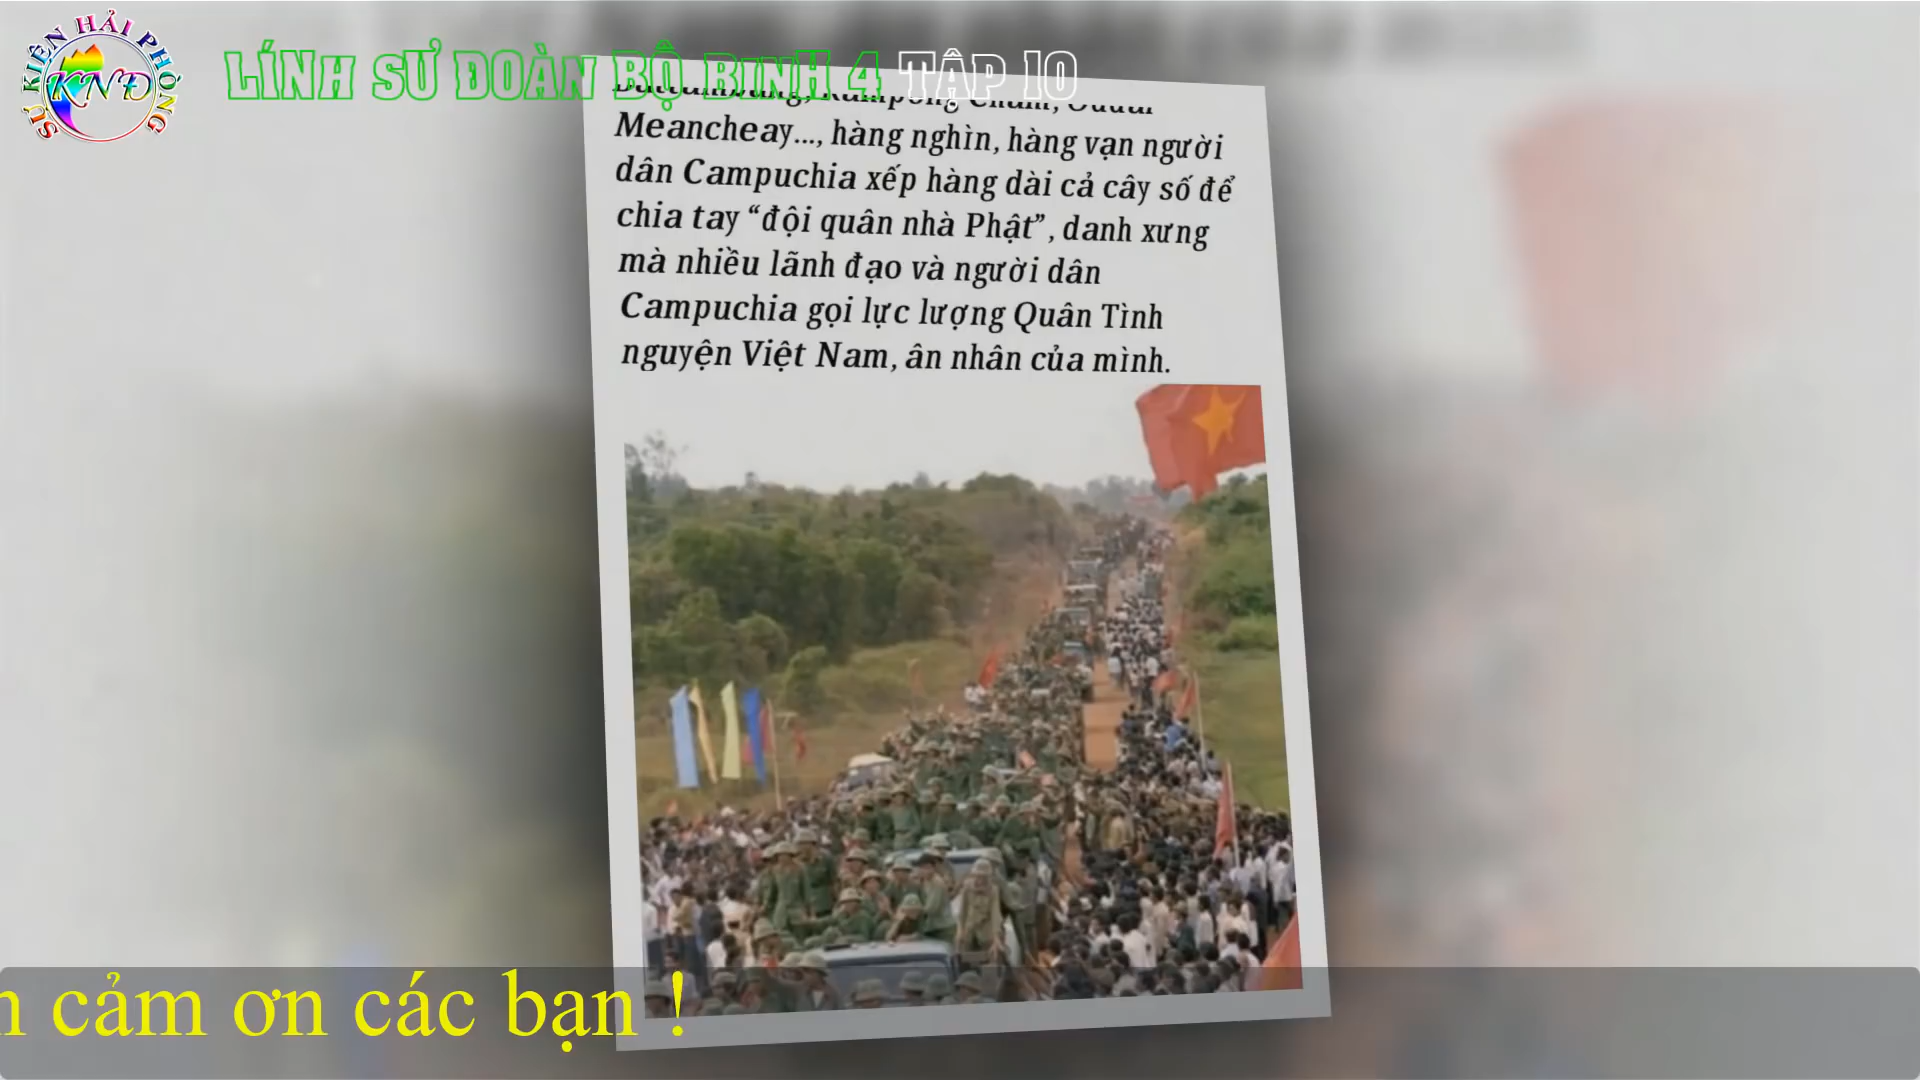 SỰ KIỆN HẢI PHÒNG
KNĐ
LÍNH SƯ ĐOÀN BỘ BINH 4 TẬP 10
Meancheay..., hàng nghìn, hàng vạn người
dân Campuchia xếp hàng dài cả cây số để
chia tay “đội quân nhà Phật”, danh xưng
mà nhiều lãnh đạo và người dân
Campuchia gọi lực lượng Quân Tình
nguyện Việt Nam, ân nhân của mình.
cảm ơn các bạn !